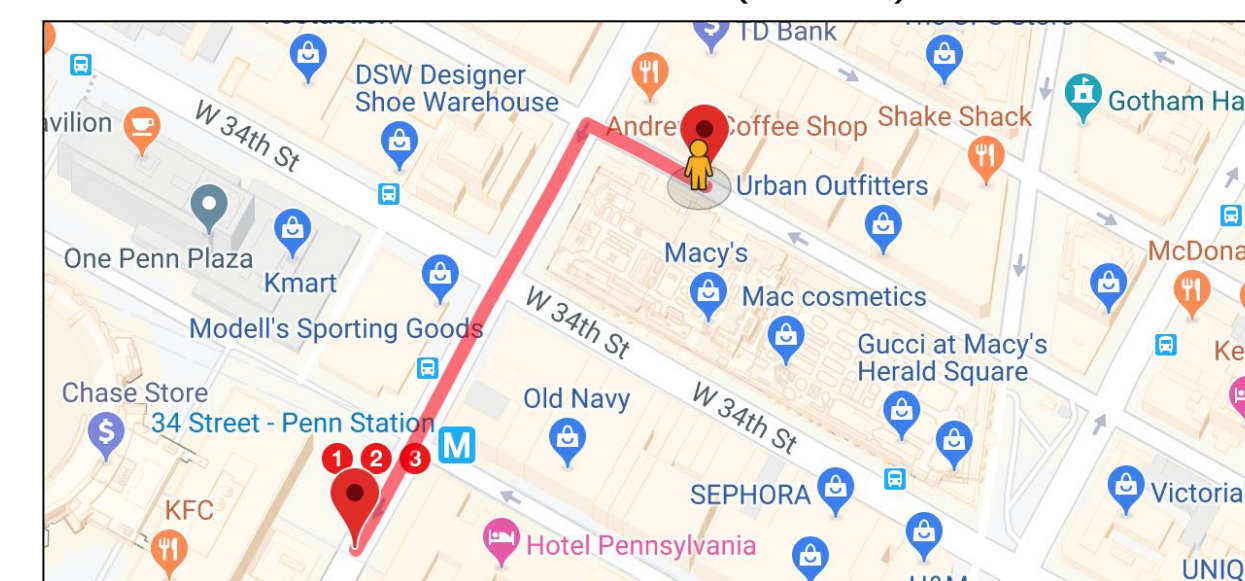 TD Bank
DSW Designer
Shoe Warehouse
W 34th St
avilion
Shake Shack
Gotham Ha
Coffee Shop
Urban Outfitters
One Penn Plaza
Kmart
Macy's
McDona
Mac cosmetics
Modell's Sporting Goods
W 34th St
Gucci at Macy's
Herald Square
Ke
Chase Store
Old Navy
W 34th St
34 Street - Penn Station
M
1 2 3
SEPHORA
Victoria
KFC
Hotel Pennsylvania
UNIQ
H&M